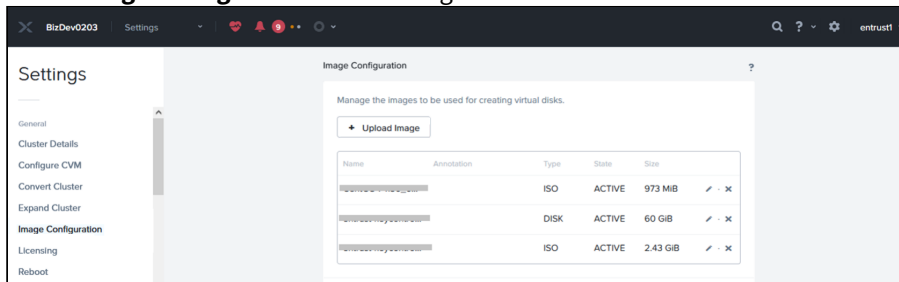 BizDev0203 Settings 9 ? entrust1
Settings
General
Cluster Details
Configure CVM
Convert Cluster
Expand Cluster
Image Configuration
Licensing
Reboot
Image Configuration ?
Manage the images to be used for creating virtual disks.
+ Upload Image
Name Annotation Type State Size
ISO ACTIVE 973 MiB
DISK ACTIVE 60 GiB
ISO ACTIVE 2.43 GiB